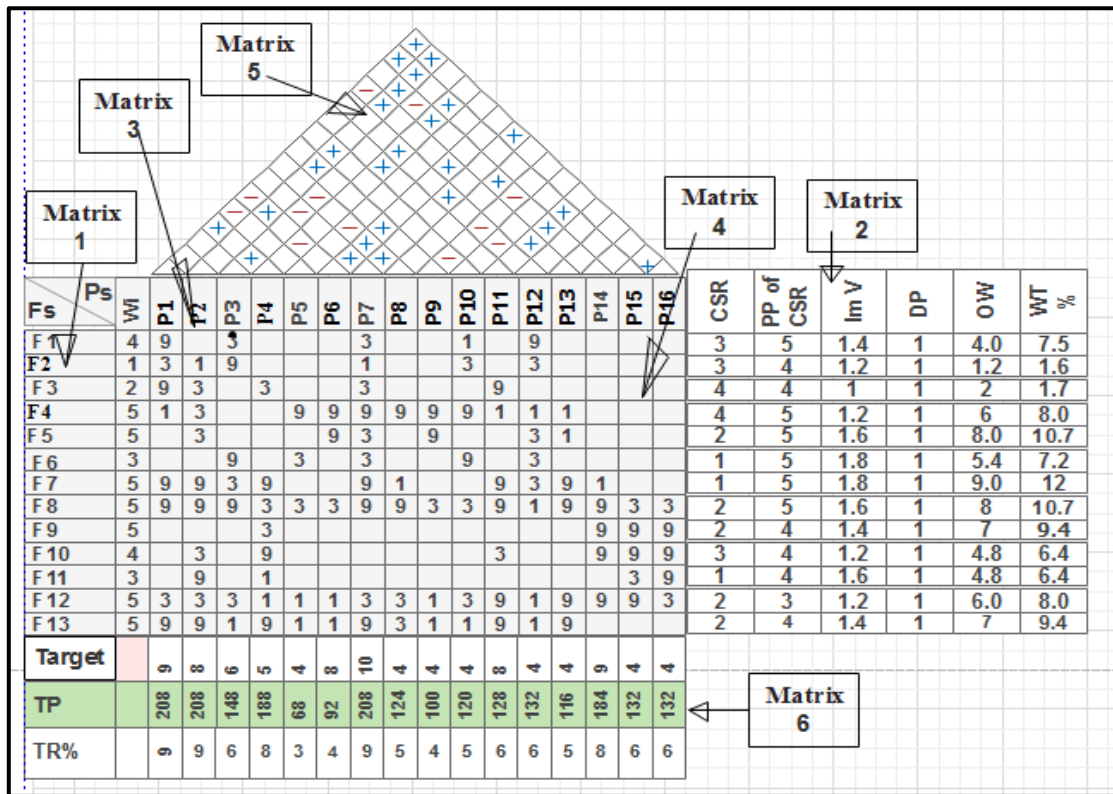 Matrix
5
Matrix
3
Matrix
1
Matrix
4
Matrix
2
Fs Ps WI P1 P2 P3 P4 P5 P6 P7 P8 P9 P10 P11 P12 P13 P14 P15 P16 CSR PP of CSR Im V DP OW WT %
F1 4 9 3 3 1 9 3 5 1.4 1 4.0 7.5
F2 1 3 1 9 1 3 3 3 4 1.2 1 1.2 1.6
F3 2 9 3 3 3 9 4 4 1 1 2 1.7
F4 5 1 3 9 9 9 9 9 9 1 1 1 4 5 1.2 1 6 8.0
F5 5 3 9 3 9 3 1 2 5 1.6 1 8.0 10.7
F6 3 9 3 3 9 3 1 5 1.8 1 5.4 7.2
F7 5 9 9 3 9 9 1 9 3 9 1 1 5 1.8 1 9.0 12
F8 5 9 9 9 3 3 3 9 9 3 3 9 1 9 9 3 3 2 5 1.6 1 8 10.7
F9 5 3 9 9 9 2 4 1.4 1 7 9.4
F10 4 3 9 3 9 9 9 3 4 1.2 1 4.8 6.4
F11 3 9 1 3 9 1 4 1.6 1 4.8 6.4
F12 5 3 3 3 1 1 1 3 3 1 3 9 1 9 9 9 3 2 3 1.2 1 6.0 8.0
F13 5 9 9 1 9 1 1 9 3 1 1 9 1 9 2 4 1.4 1 7 9.4
Target 9 8 6 5 4 8 10 4 4 4 8 4 4 9 4 4
TP 208 208 148 188 68 92 208 124 100 120 128 132 116 184 132 132
Matrix
6
TR% 9 9 6 8 3 4 9 5 4 5 6 6 5 8 6 6